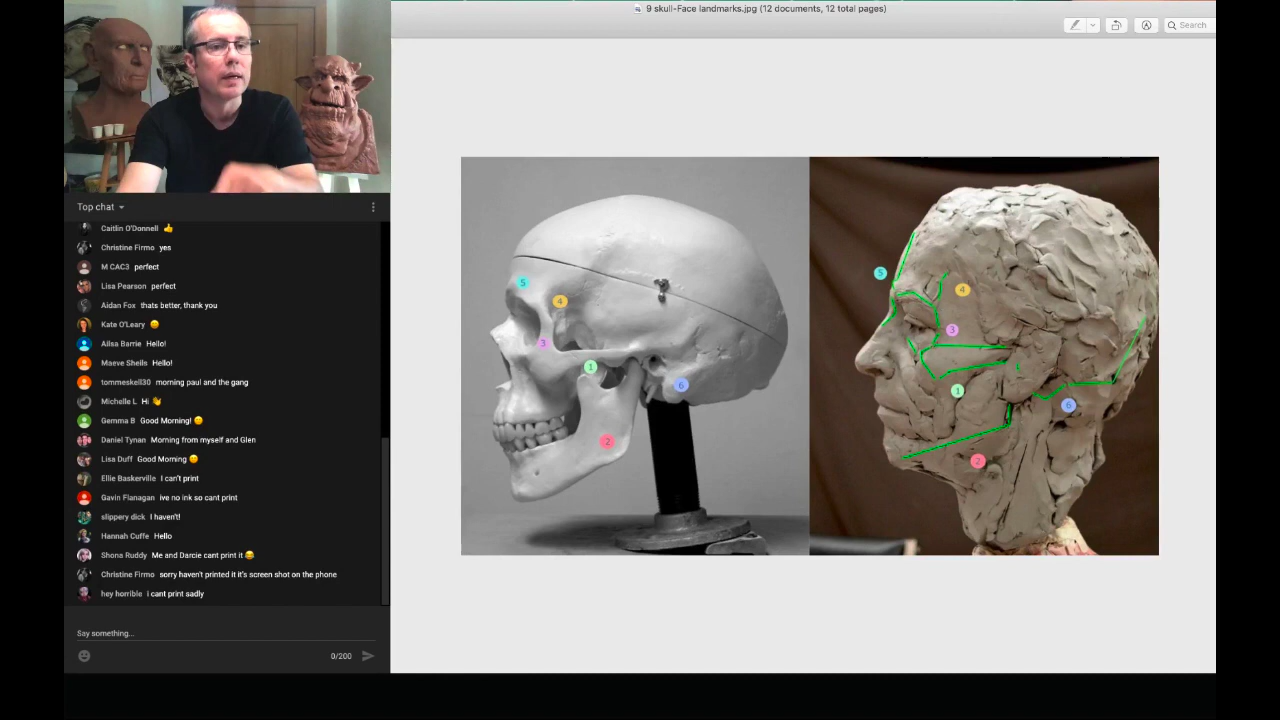 9 skull-Face landmarks.jpg (12 documents, 12 total pages)
Search
Top chat
Caitlin O'Donnell 👍
Christine Firmo yes
M CAC3 perfect
Lisa Pearson perfect
Aidan Fox thats better, thank you
Kate O'Leary 😀
Ailsa Barrie Hello!
Maeve Sheils Hello!
tommeskell30 morning paul and the gang
Michelle L Hi 👋
Gemma B Good Morning! 😊
Daniel Tynan Morning from myself and Glen
Lisa Duff Good Morning 😊
Ellie Baskerville I can't print
Gavin Flanagan ive no ink so cant print
slippery dick I haven't!
Hannah Cuffe Hello
Shona Ruddy Me and Darcie cant print it 😂
Christine Firmo sorry haven't printed it it's screen shot on the phone
hey horrible i cant print sadly
Say something...
0/200
5
4
3
1
6
2
5
4
3
1
6
2